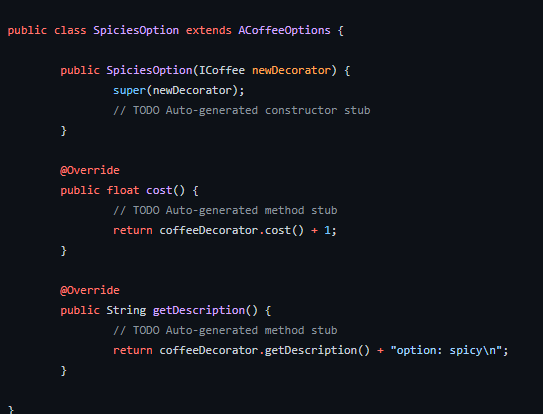 public class SpiciesOption extends ACoffeeOptions {
public SpiciesOption(ICoffee newDecorator) {
super(newDecorator);
// TODO Auto-generated constructor stub
}
@Override
public float cost() {
// TODO Auto-generated method stub
return coffeeDecorator.cost() + 1;
}
@Override
public String getDescription() {
// TODO Auto-generated method stub
return coffeeDecorator.getDescription() + "option: spicy\n";
}
}